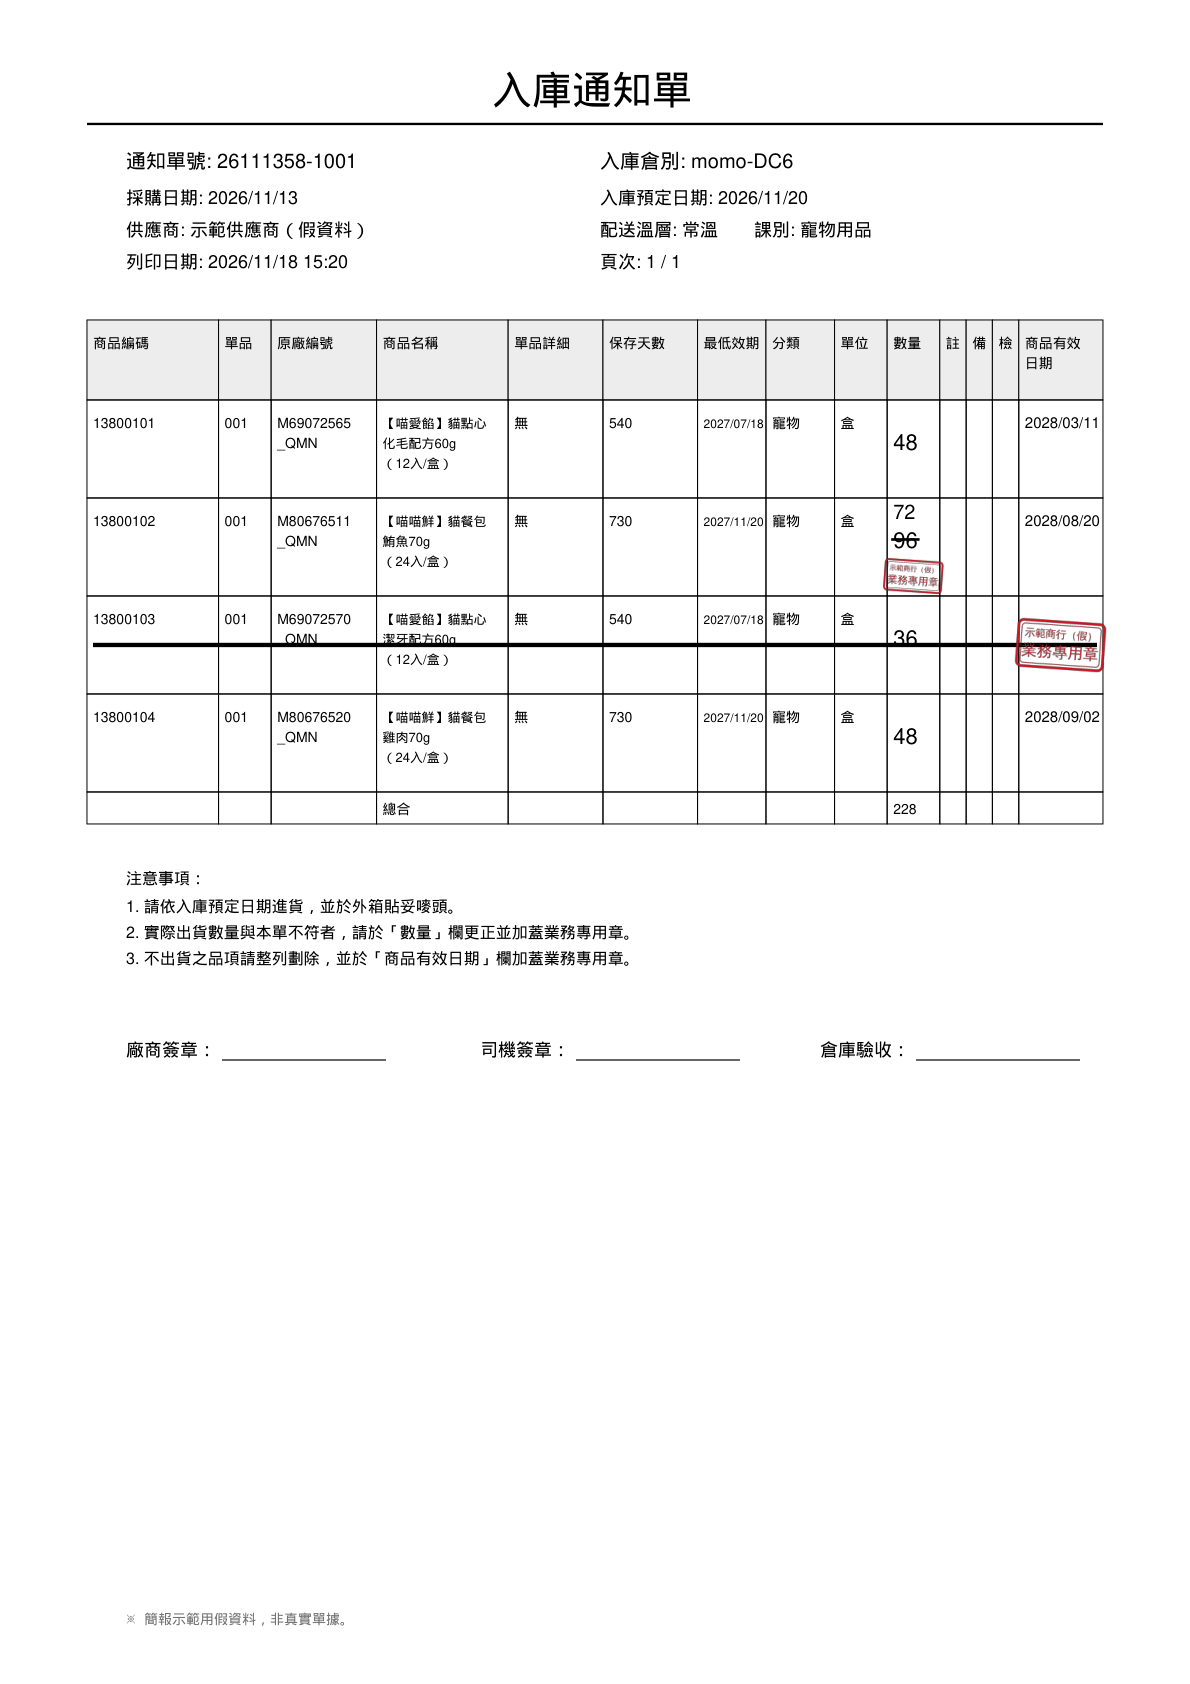 入庫通知單
通知單號: 26111358-1001 入庫倉別: momo-DC6
採購日期: 2026/11/13 入庫預定日期: 2026/11/20
供應商: 示範供應商（假資料） 配送溫層: 常溫 課別: 寵物用品
列印日期: 2026/11/18 15:20 頁次: 1 / 1
商品編碼 單品 原廠編號 商品名稱 單品詳細 保存天數 最低效期 分類 單位 數量 註 備 檢 商品有效
日期
13800101 001 M69072565 【喵愛餡】貓點心 無 540 2027/07/18 寵物 盒 48 2028/03/11
_QMN 化毛配方60g
（12入/盒）
72
13800102 001 M80676511 【喵喵鮮】貓餐包 無 730 2027/11/20 寵物 盒 96 2028/08/20
_QMN 鮪魚70g
（24入/盒）
示範商行（假）
業務專用章
13800103 001 M69072570 【喵愛餡】貓點心 無 540 2027/07/18 寵物 盒 36
_QMN 潔牙配方60g
（12入/盒）
示範商行（假）
業務專用章
13800104 001 M80676520 【喵喵鮮】貓餐包 無 730 2027/11/20 寵物 盒 48 2028/09/02
_QMN 雞肉70g
（24入/盒）
總合 228
注意事項：
1. 請依入庫預定日期進貨，並於外箱貼妥嘜頭。
2. 實際出貨數量與本單不符者，請於「數量」欄更正並加蓋業務專用章。
3. 不出貨之品項請整列劃除，並於「商品有效日期」欄加蓋業務專用章。
廠商簽章： 司機簽章： 倉庫驗收：
※ 簡報示範用假資料，非真實單據。